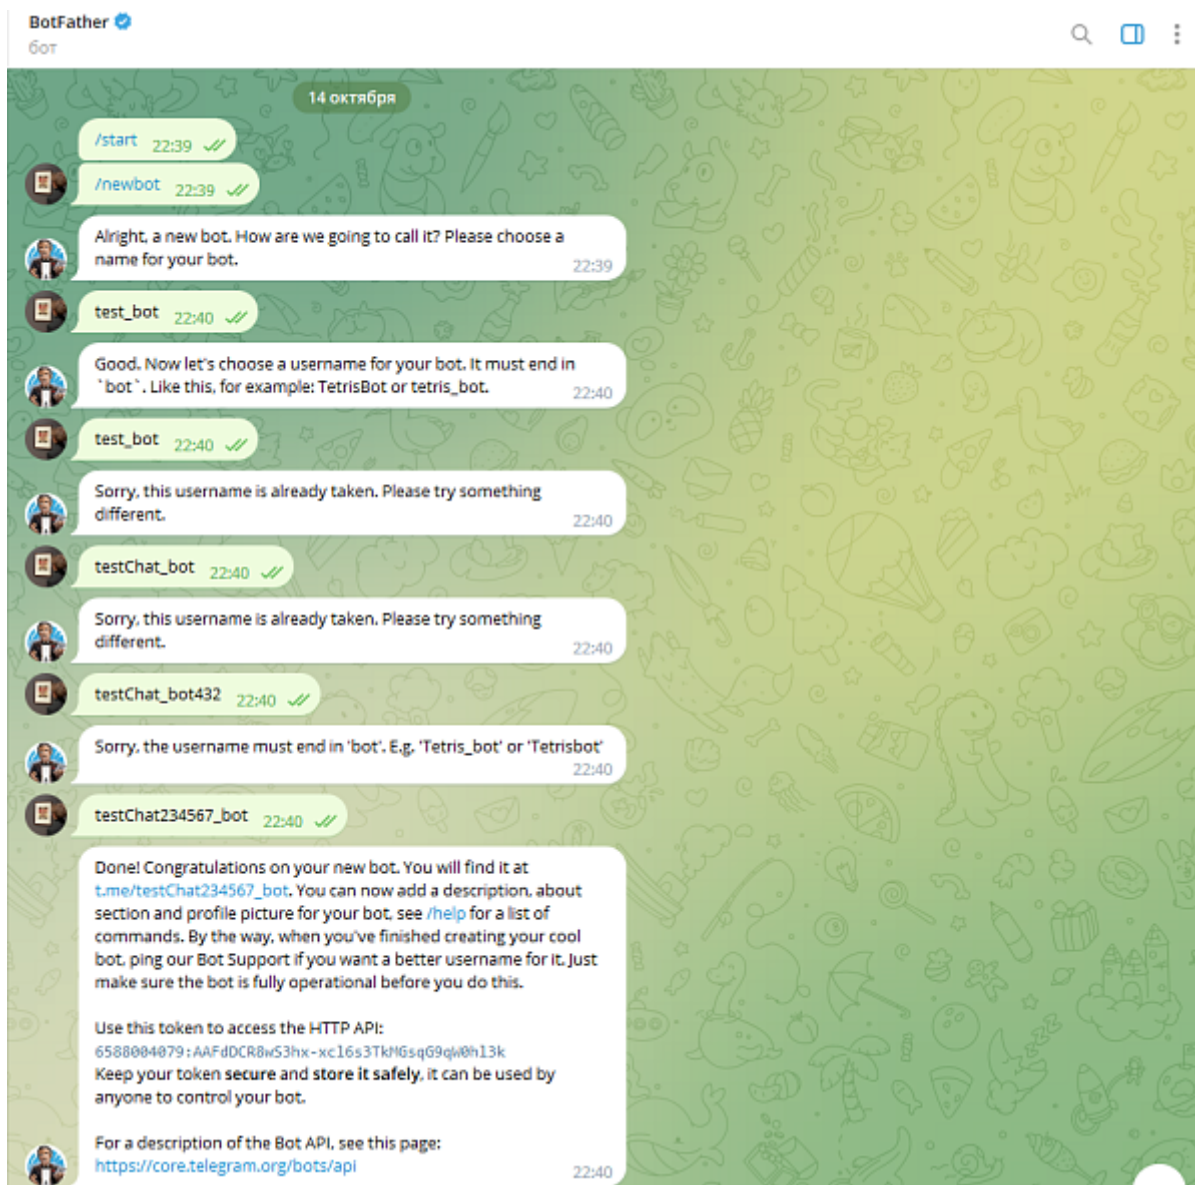 BotFather
бот
14 октября
/start 22:39
/newbot 22:39
Alright, a new bot. How are we going to call it? Please choose a
name for your bot. 22:39
test_bot 22:40
Good. Now let's choose a username for your bot. It must end in
`bot`. Like this, for example: TetrisBot or tetris_bot. 22:40
test_bot 22:40
Sorry, this username is already taken. Please try something
different. 22:40
testChat_bot 22:40
Sorry, this username is already taken. Please try something
different. 22:40
testChat_bot432 22:40
Sorry, the username must end in 'bot'. E.g. 'Tetris_bot' or 'Tetrisbot'
22:40
testChat234567_bot 22:40
Done! Congratulations on your new bot. You will find it at
t.me/testChat234567_bot. You can now add a description, about
section and profile picture for your bot, see /help for a list of
commands. By the way, when you've finished creating your cool
bot, ping our Bot Support if you want a better username for it. Just
make sure the bot is fully operational before you do this.
Use this token to access the HTTP API:
Keep your token secure and store it safely, it can be used by
anyone to control your bot.
For a description of the Bot API, see this page:
https://core.telegram.org/bots/api 22:40